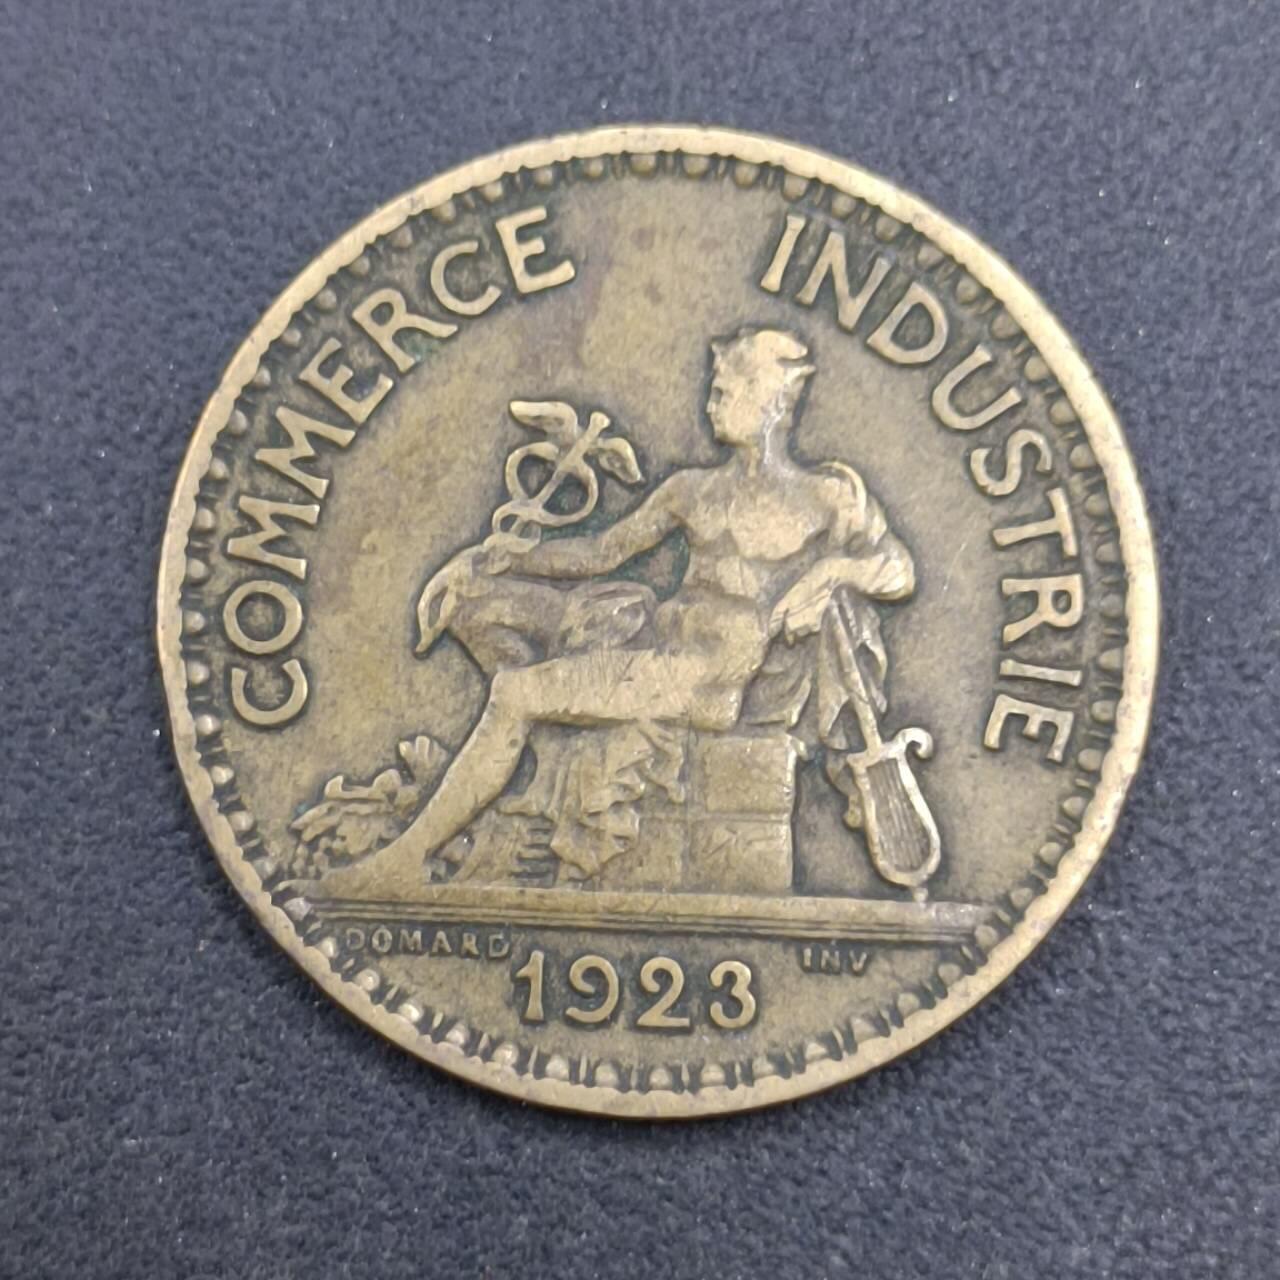 COMMERCE INDUSTRIE
DOMARD INV
1923